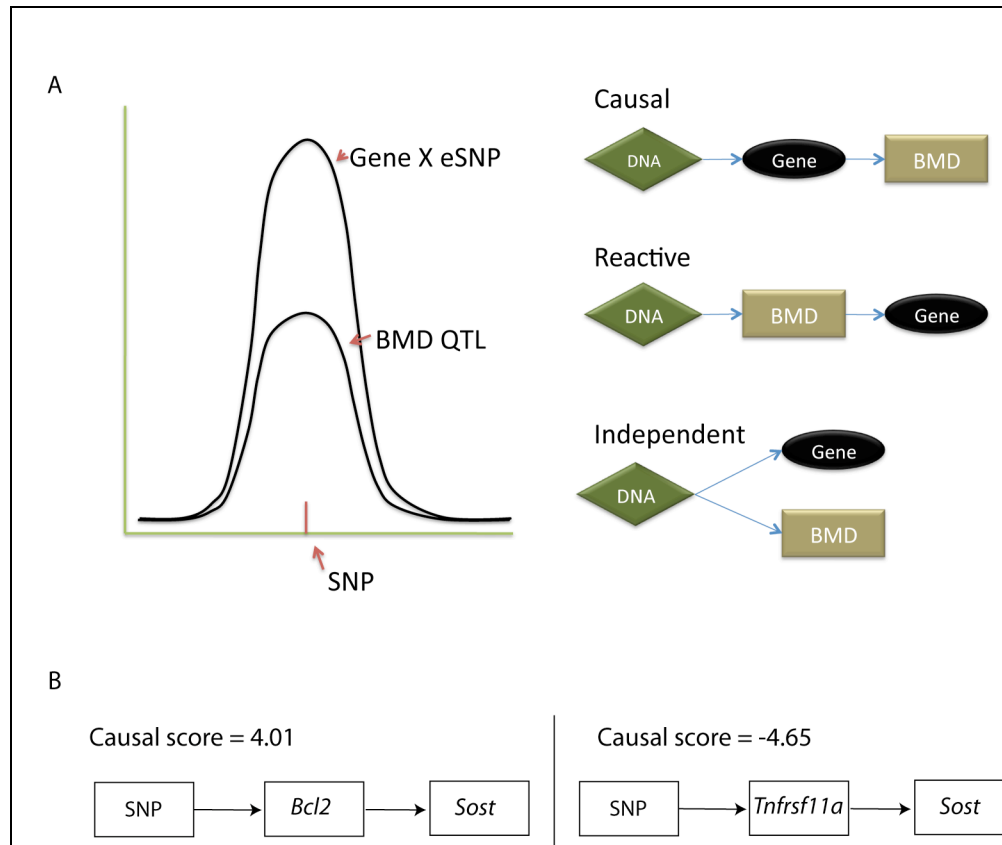 A
Gene X eSNP
BMD QTL
SNP
Causal
DNA
Gene
BMD
Reactive
DNA
BMD
Gene
Independent
DNA
Gene
BMD
B
Causal score = 4.01
SNP
Bcl2
Sost
Causal score = -4.65
SNP
Tnfrsf11a
Sost